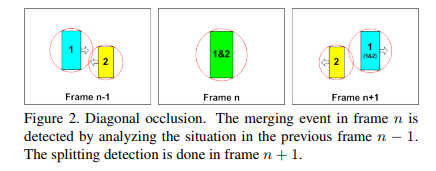 1
2
Frame n-1
1&2
Frame n
2
1
(1&2)
Frame n+1
Figure 2. Diagonal occlusion. The merging event in frame n is
detected by analyzing the situation in the previous frame n − 1.
The splitting detection is done in frame n + 1.